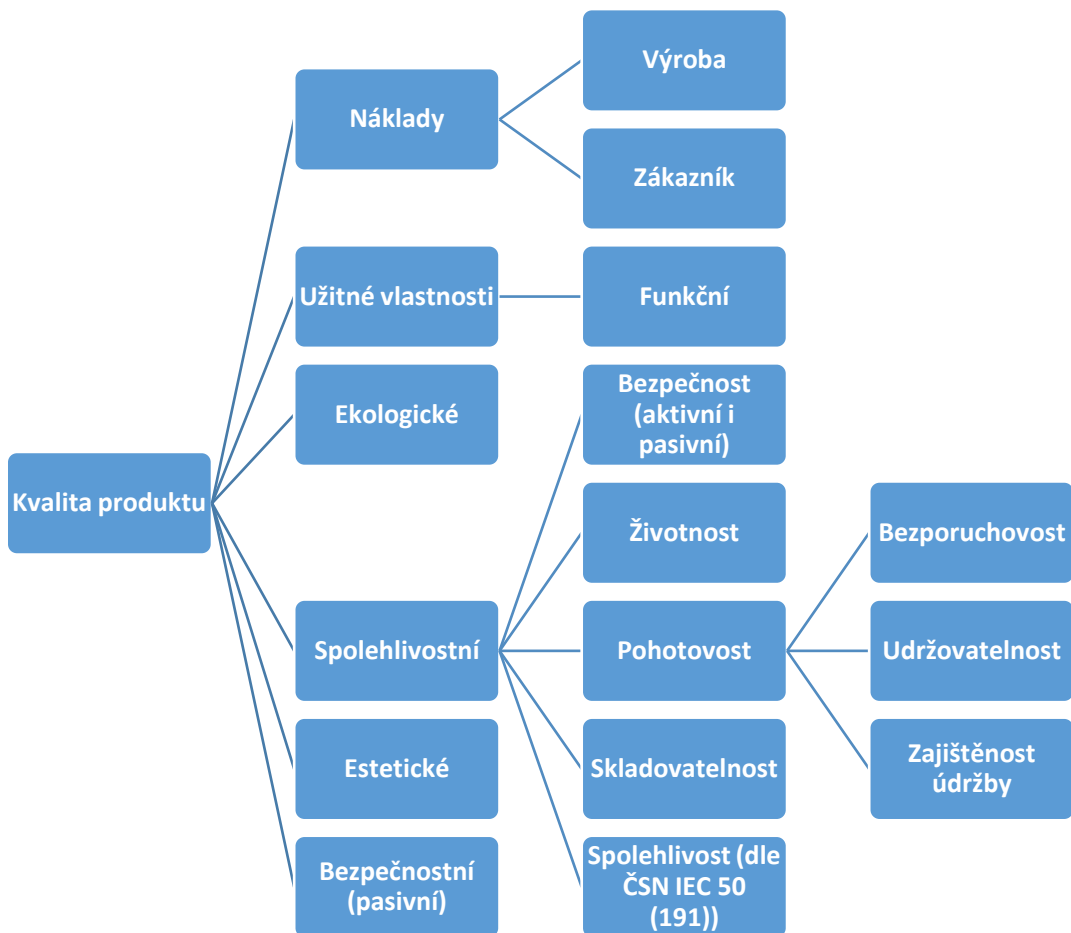 Kvalita produktu
Náklady
Výroba
Zákazník
Užitné vlastnosti
Funkční
Ekologické
Spolehlivostní
Bezpečnost
(aktivní i
pasivní)
Životnost
Pohotovost
Bezporuchovost
Udržovatelnost
Zajištěnost
údržby
Skladovatelnost
Spolehlivost (dle
ČSN IEC 50
(191))
Estetické
Bezpečnostní
(pasivní)